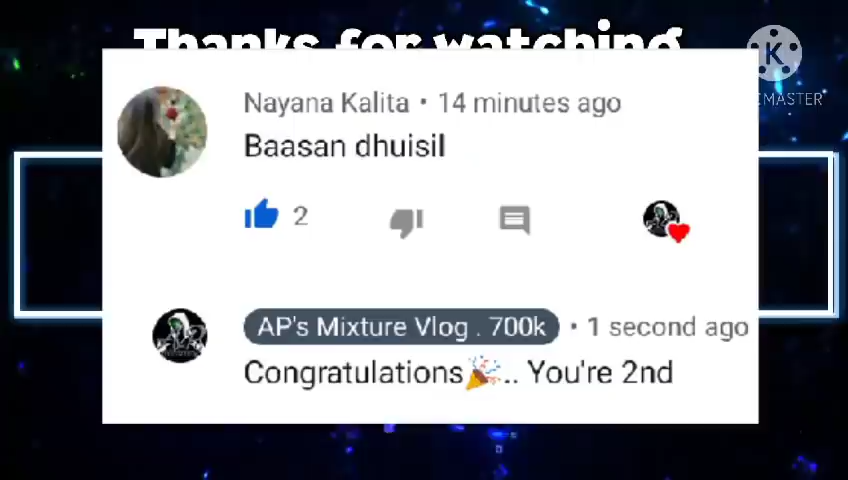 Thanks for watching
K
EMASTER
Nayana Kalita • 14 minutes ago
Baasan dhuisil
2
AP's Mixture Vlog . 700k • 1 second ago
Congratulations🎉.. You're 2nd